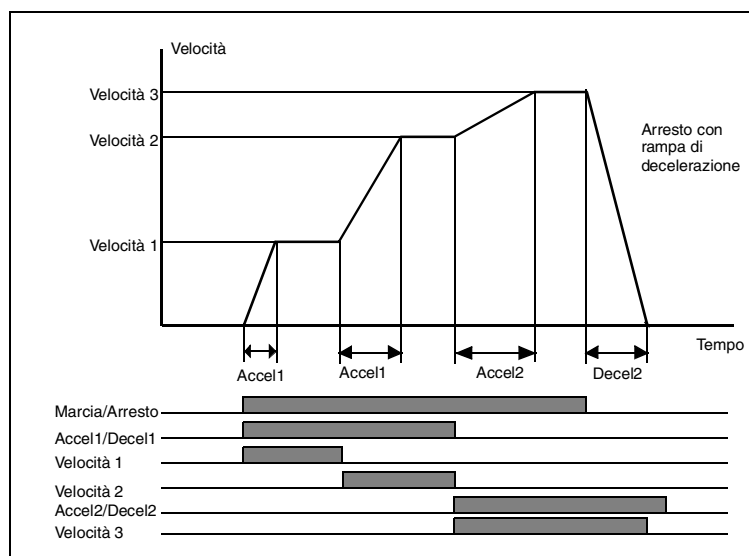 Velocità
Velocità 3
Velocità 2
Arresto con
rampa di
decelerazione
Velocità 1
Tempo
Accel1
Accel1
Accel2
Decel2
Marcia/Arresto
Accel1/Decel1
Velocità 1
Velocità 2
Accel2/Decel2
Velocità 3